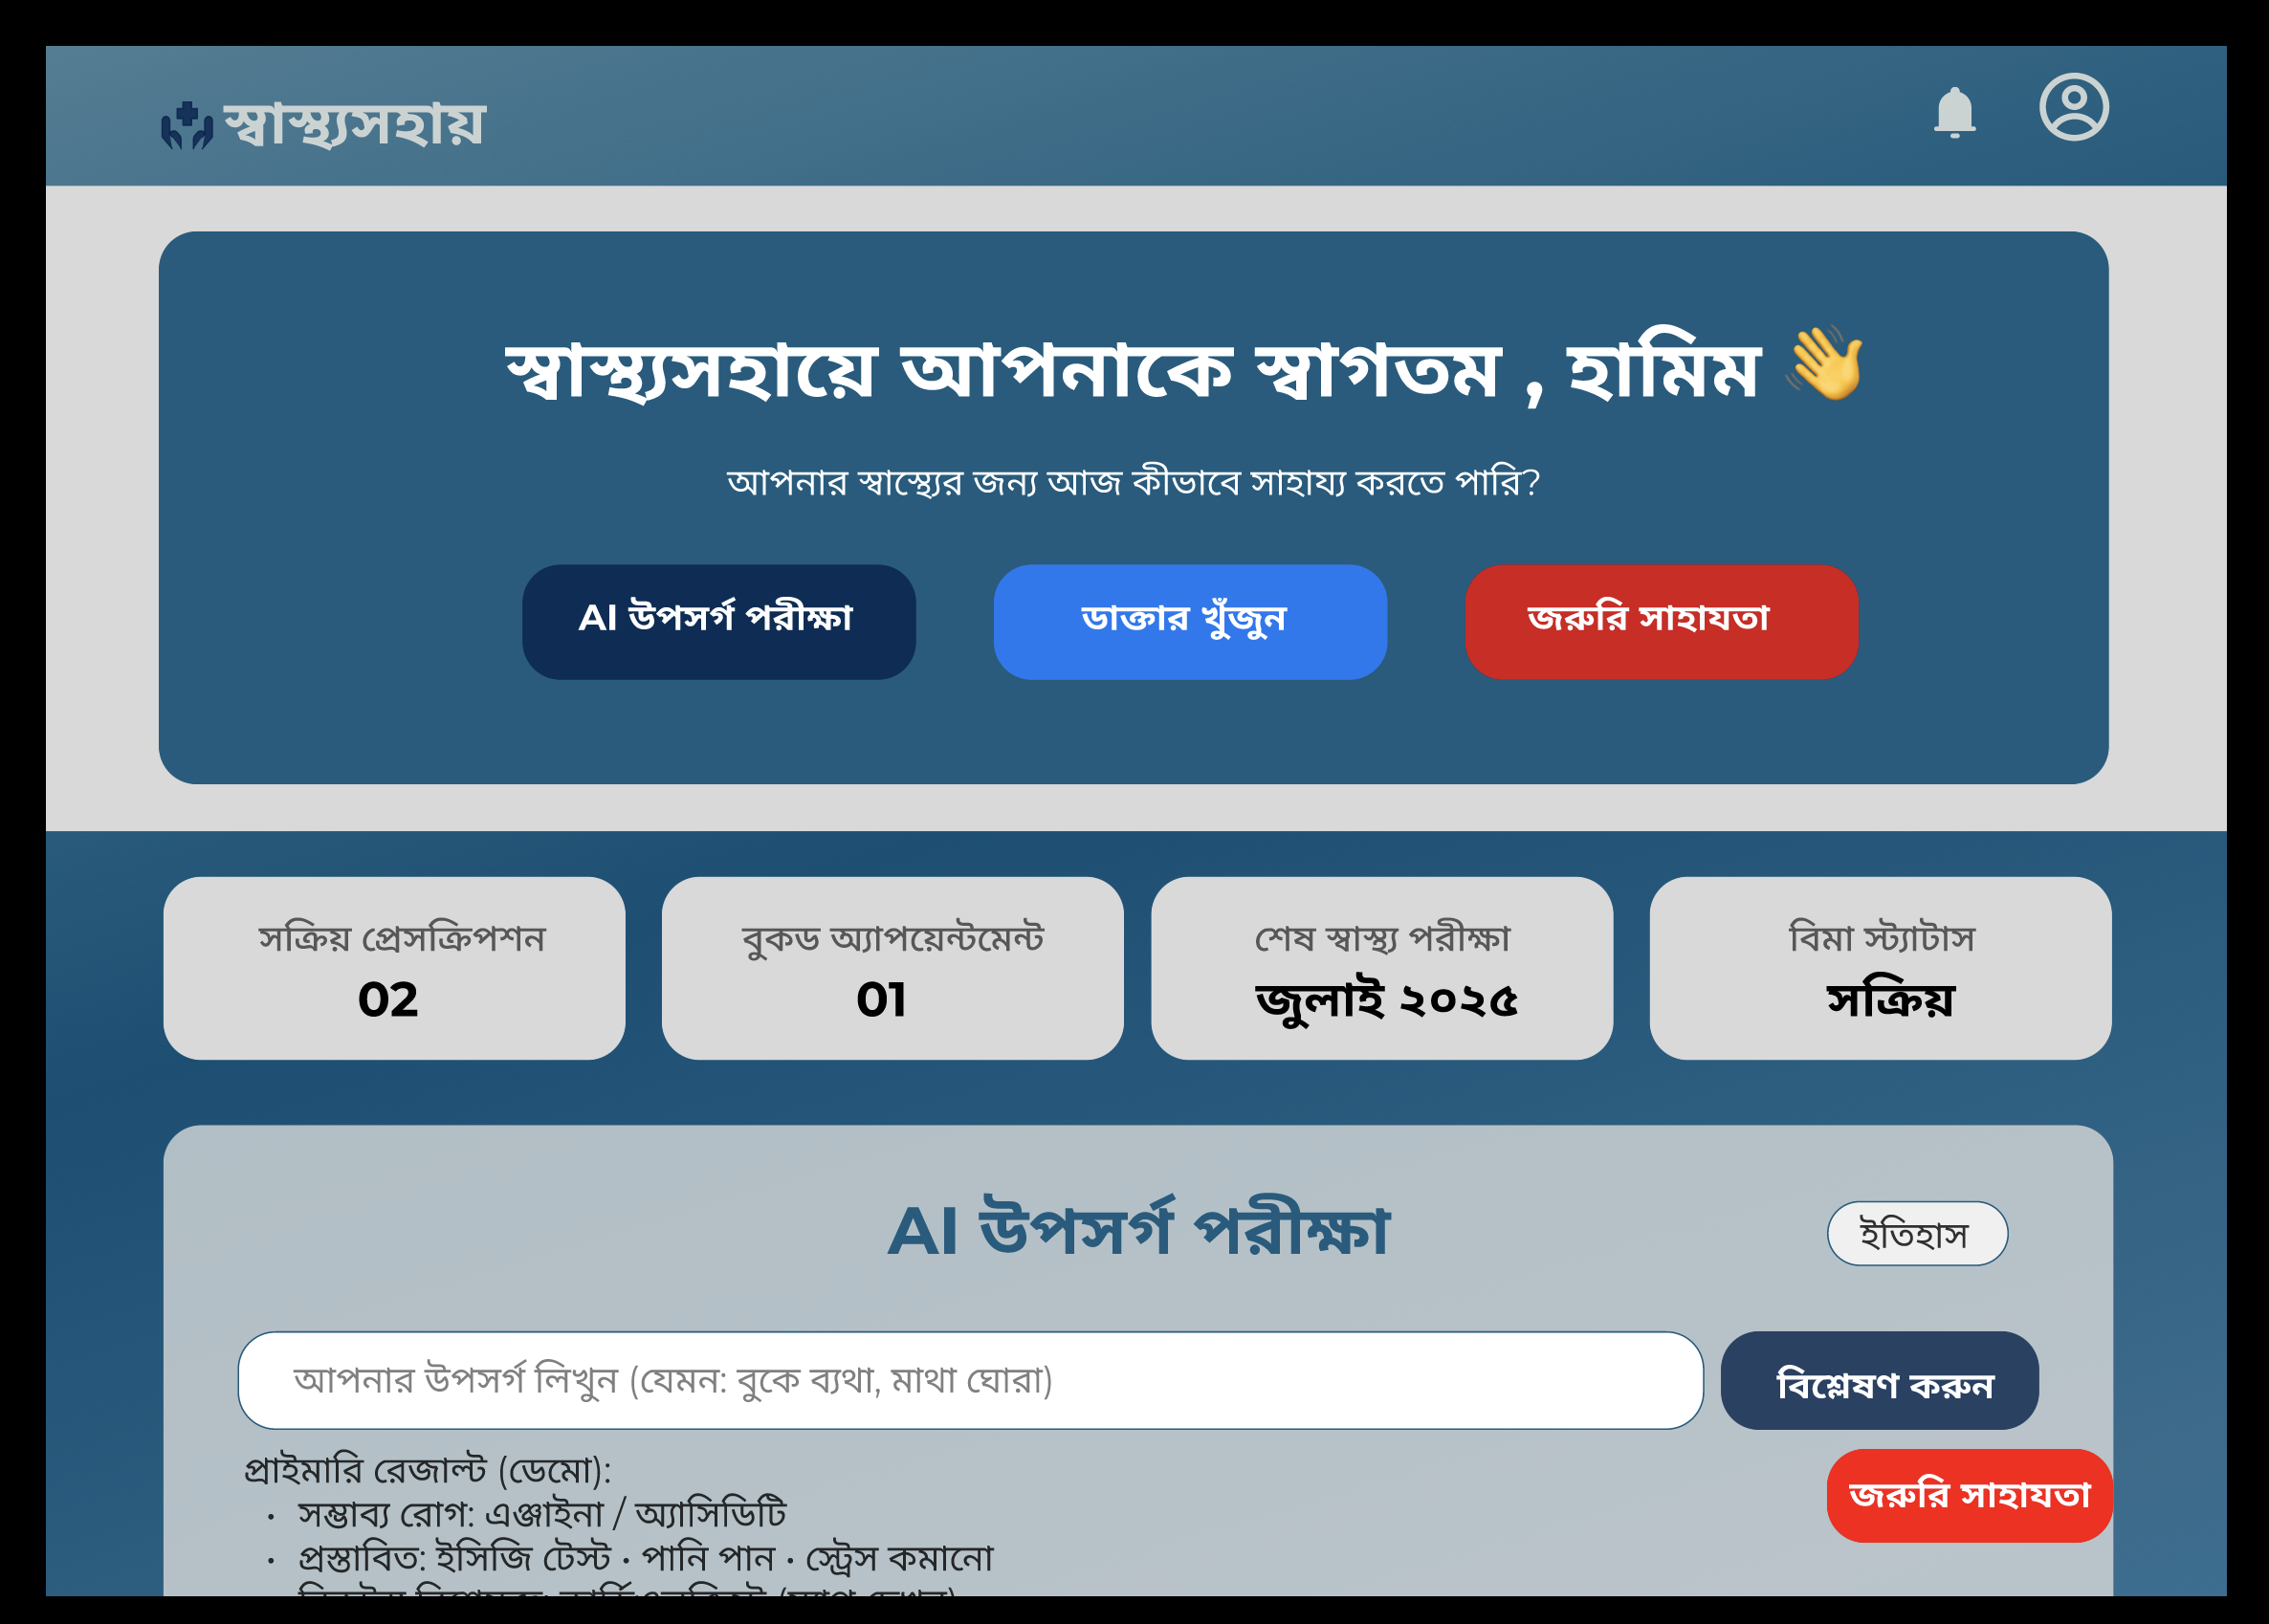 স্বাস্থ্যসহায়
স্বাস্থ্যসহায়ে আপনাকে স্বাগতম , হামিম 👋
আপনার স্বাস্থ্যের জন্য আজ কীভাবে সাহায্য করতে পারি?
AI উপসর্গ পরীক্ষা
ডাক্তার খুঁজুন
জরুরি সাহাযতা
সক্রিয় প্রেসক্রিপশন
02
বুকড অ্যাপয়েন্টমেন্ট
01
শেষ স্বাস্থ্য পরীক্ষা
জুলাই ২০২৫
বিমা স্ট্যাটাস
সক্রিয়
AI উপসর্গ পরীক্ষা
ইতিহাস
আপনার উপসর্গ লিখুন (যেমন: বুকে ব্যথা, মাথা ঘোরা)
বিশ্লেষণ করুন
প্রাইমারি রেজাল্ট (ডেমো):
• সম্ভাব্য রোগ: এঞ্জাইনা / অ্যাসিডিটি
জরুরি সাহাযতা
• প্রস্তাবিত: ইসিজি টেস্ট • পানি পান • স্ট্রেস কমানো